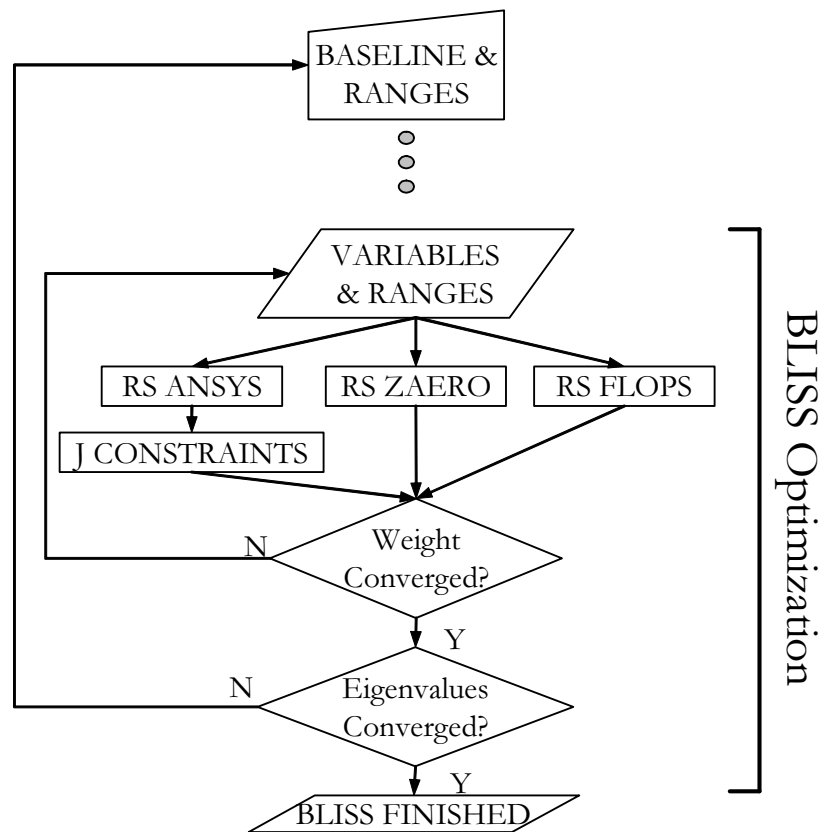 BASELINE &
RANGES
VARIABLES
& RANGES
RS ANSYS
RS ZAERO
RS FLOPS
J CONSTRAINTS
N
Weight
Converged?
Y
N
Eigenvalues
Converged?
Y
BLISS FINISHED
BLISS Optimization